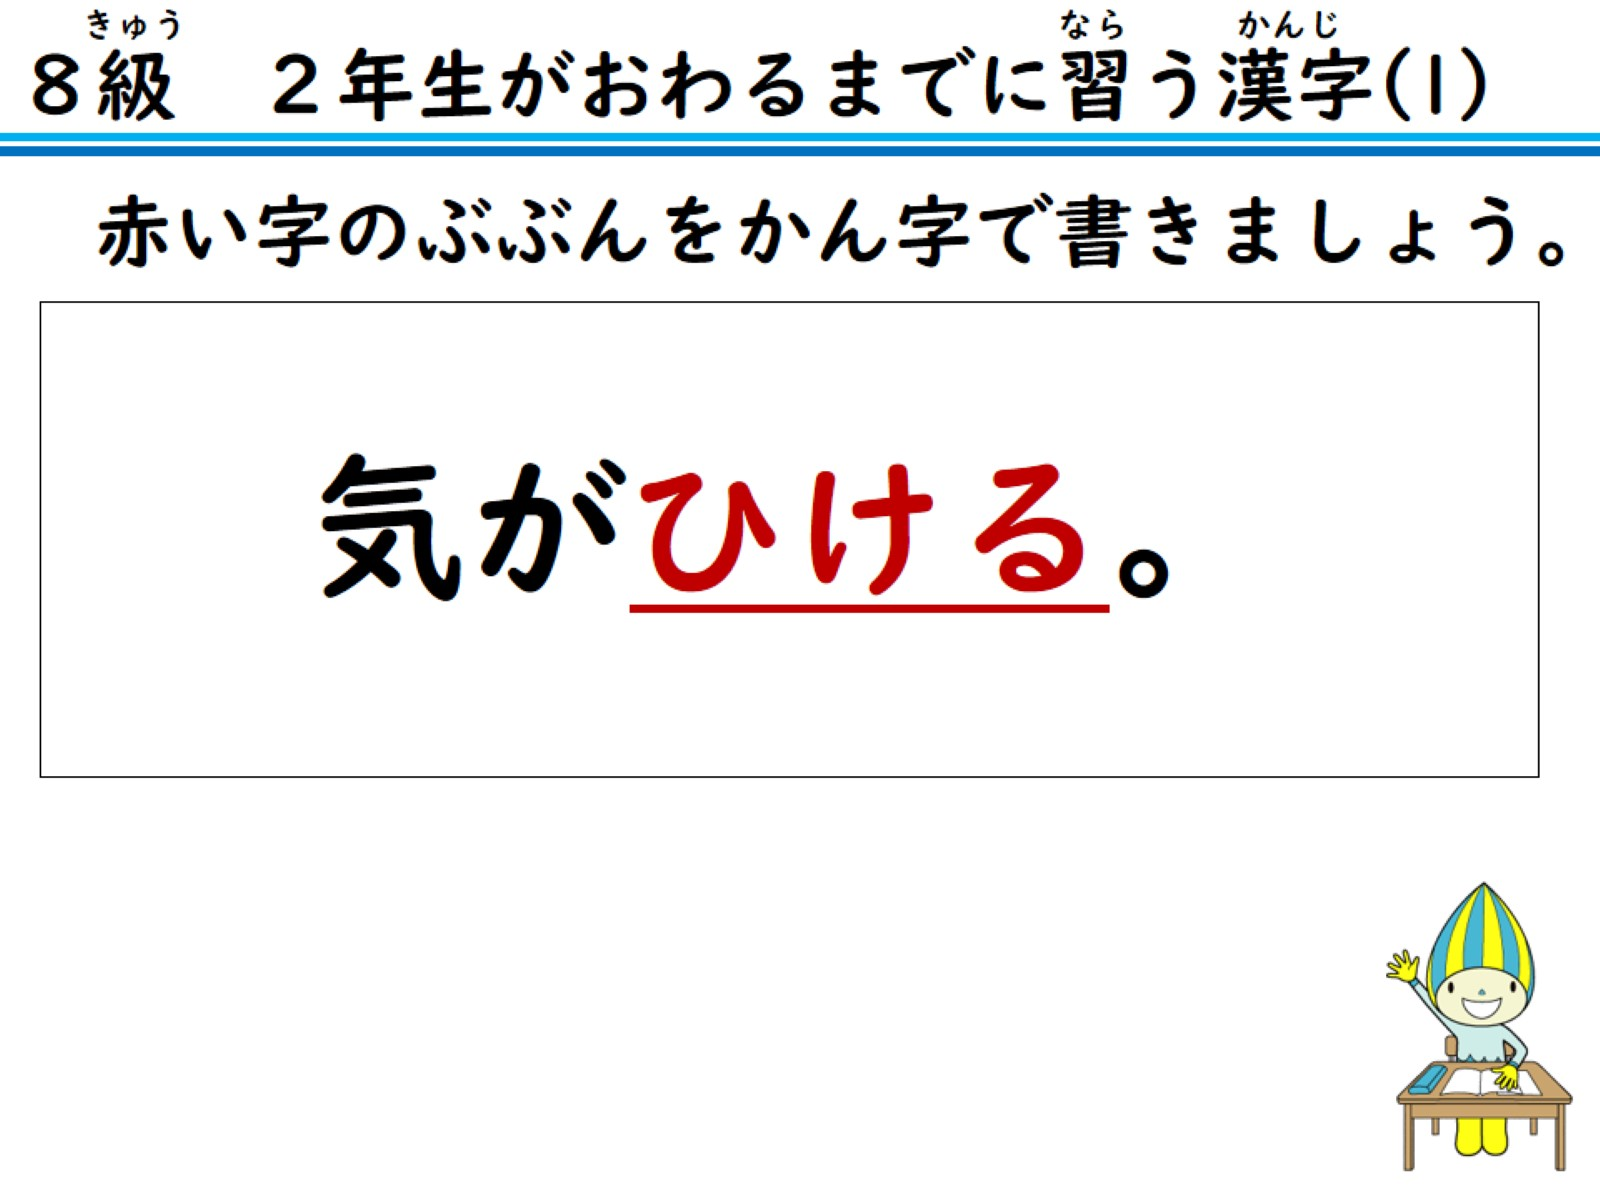 8級　２年生がおわるまでに習う漢字(1)
きゅう　なら　かんじ
赤い字のぶぶんをかん字で書きましょう。
気がひける。